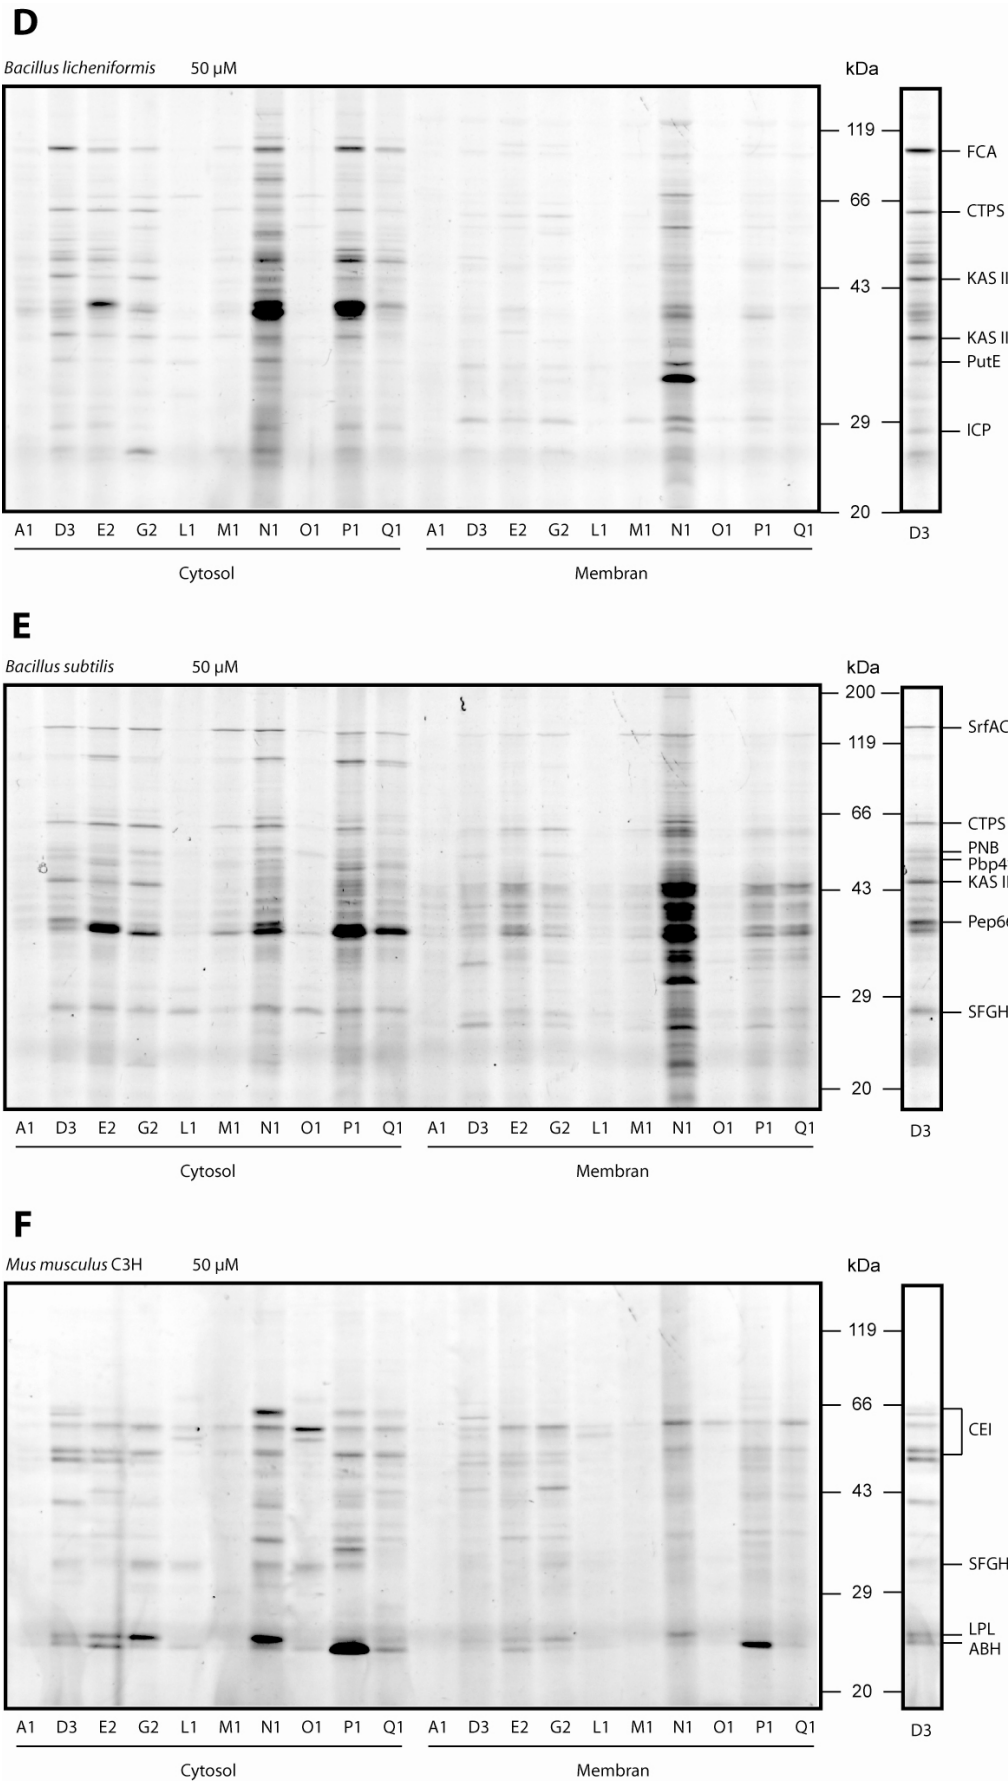 D
Bacillus licheniformis 50 µM
kDa
119
66
43
29
20
FCA
CTPS
KAS II
KAS II
PutE
ICP
A1 D3 E2 G2 L1 M1 N1 O1 P1 Q1 A1 D3 E2 G2 L1 M1 N1 O1 P1 Q1
D3
Cytosol Membran
E
Bacillus subtilis 50 µM
kDa
200
119
66
43
29
20
SrfAC
CTPS
PNB
Pbp4
KAS II
Pep6
SFGH
A1 D3 E2 G2 L1 M1 N1 O1 P1 Q1 A1 D3 E2 G2 L1 M1 N1 O1 P1 Q1
D3
Cytosol Membran
F
Mus musculus C3H 50 µM
kDa
119
66
43
29
20
CEI
SFGH
LPL
ABH
A1 D3 E2 G2 L1 M1 N1 O1 P1 Q1 A1 D3 E2 G2 L1 M1 N1 O1 P1 Q1
D3
Cytosol Membran